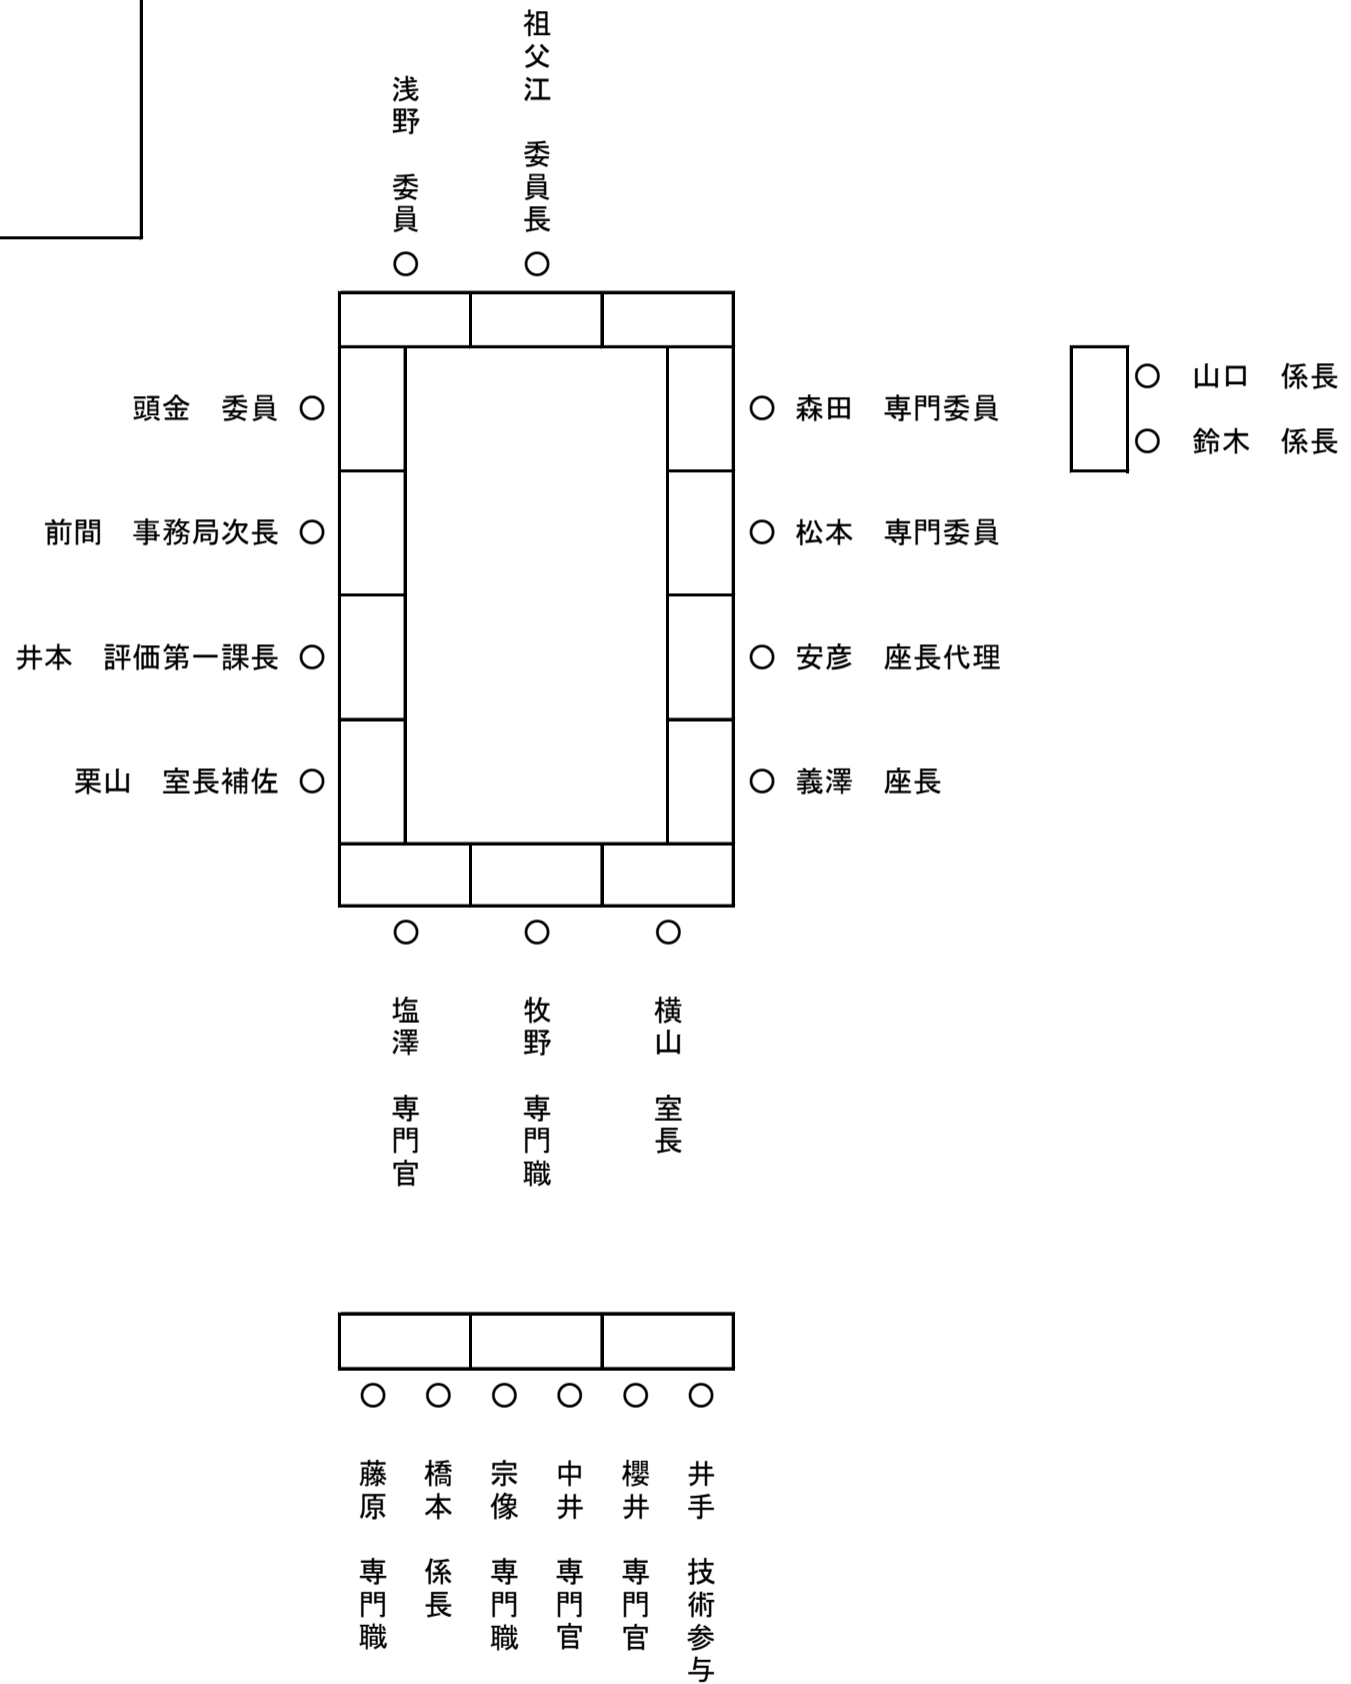 祖父江　委員長
浅野　委員
頭金　委員
森田　専門委員
山口　係長
鈴木　係長
前間　事務局次長
松本　専門委員
井本　評価第一課長
安彦　座長代理
栗山　室長補佐
義澤　座長
塩澤　専門官
牧野　専門職
横山　室長
藤原　専門職
橋本　係長
宗像　専門職
中井　専門官
櫻井　専門官
井手　技術参与